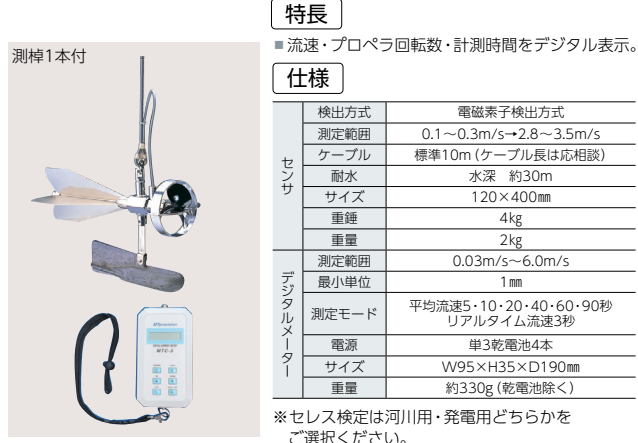 特長
■流速・プロペラ回転数・計測時間をデジタル表示。
測棹1本付
仕様
センサ
検出方式 電磁素子検出方式
測定範囲 0.1～0.3m/s→2.8～3.5m/s
ケーブル 標準10m（ケーブル長は応相談）
耐水 水深　約30m
サイズ 120×400㎜
重錘 4㎏
重量 2㎏
デジタルメーター
測定範囲 0.03m/s～6.0m/s
最小単位 1㎜
測定モード 平均流速5・10・20・40・60・90秒
リアルタイム流速3秒
電源 単3乾電池4本
サイズ W95×H35×D190㎜
重量 約330g（乾電池除く）
※セレス検定は河川用・発電用どちらかを
ご選択ください。
MTC-3